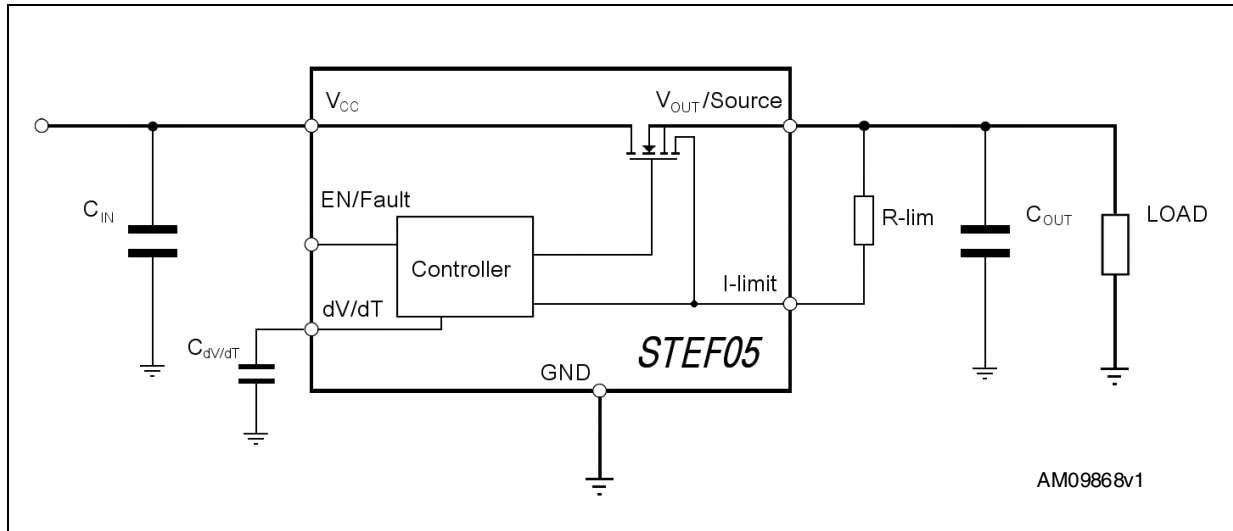 V_CC
V_OUT/Source
EN/Fault
C_IN
Controller
R-lim
C_OUT
LOAD
I-limit
dV/dT
C_dV/dT
STEF05
GND
AM09868v1